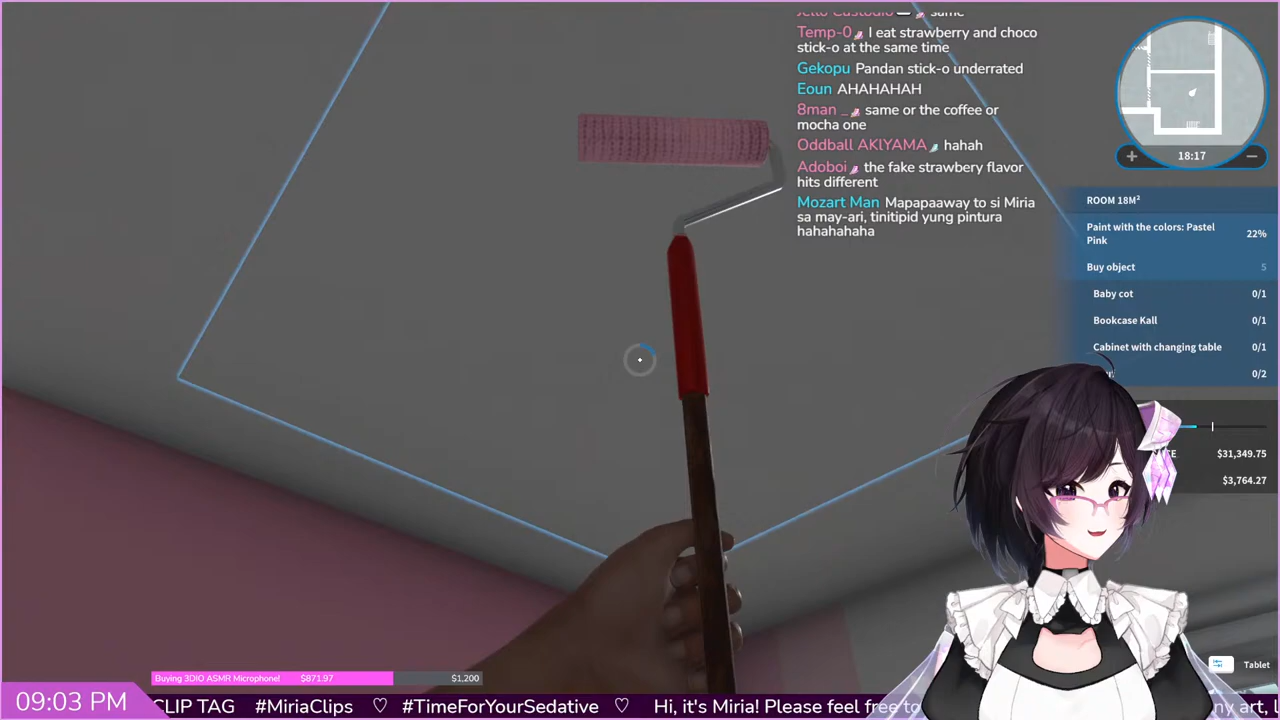 Jello Custodio same
Temp-0 I eat strawberry and choco
stick-o at the same time
Gekopu Pandan stick-o underrated
Eoun AHAHAHAH
8man _ same or the coffee or
mocha one
Oddball AKIYAMA hahah
Adoboi the fake strawbery flavor
hits different
Mozart Man Mapapaaway to si Miria
sa may-ari, tinitipid yung pintura
hahahahaha
+ 18:17 −
ROOM 18M²
Paint with the colors: Pastel
Pink 22%
Buy object 5
Baby cot 0/1
Bookcase Kall 0/1
Cabinet with changing table 0/1
0/2
$31,349.75
$3,764.27
Tablet
Buying 3DIO ASMR Microphone! $871.97 $1,200
09:03 PM
CLIP TAG #MiriaClips ♡ #TimeForYourSedative ♡ Hi, it's Miria! Please feel free to ny art, l